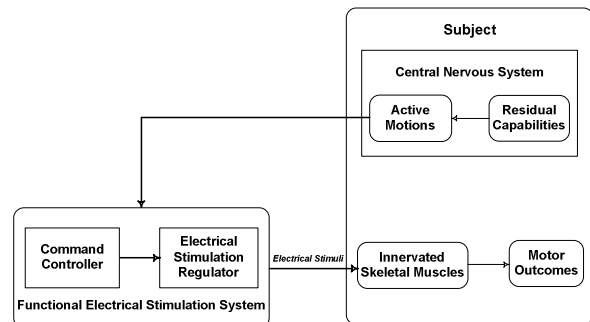 Subject
Central Nervous System
Active
Motions
Residual
Capabilities
Command
Controller
Electrical
Stimulation
Regulator
Functional Electrical Stimulation System
Electrical Stimuli
Innervated
Skeletal Muscles
Motor
Outcomes